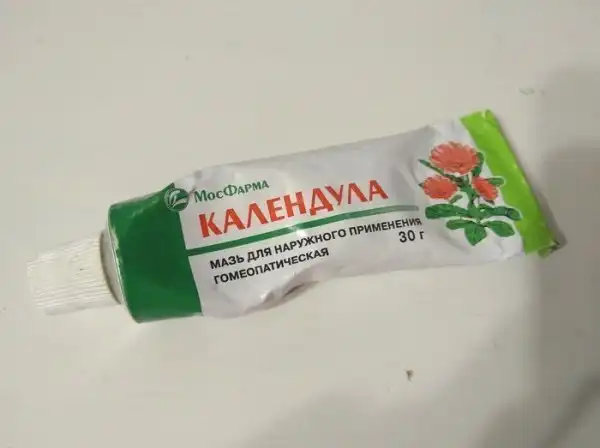 МосФарма
КАЛЕНДУЛА
МАЗЬ ДЛЯ НАРУЖНОГО ПРИМЕНЕНИЯ
ГОМЕОПАТИЧЕСКАЯ
30 г